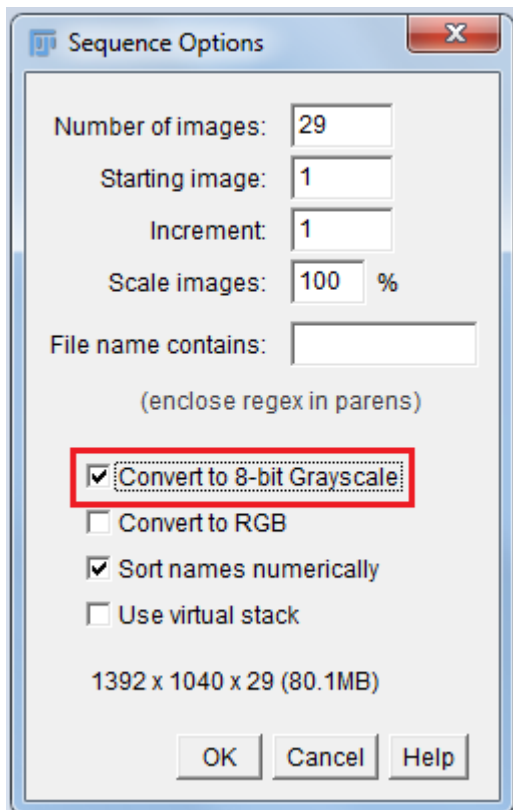 Sequence Options
Number of images: 29
Starting image: 1
Increment: 1
Scale images: 100 %
File name contains:
(enclose regex in parens)
Convert to 8-bit Grayscale
Convert to RGB
Sort names numerically
Use virtual stack
1392 x 1040 x 29 (80.1MB)
OK Cancel Help